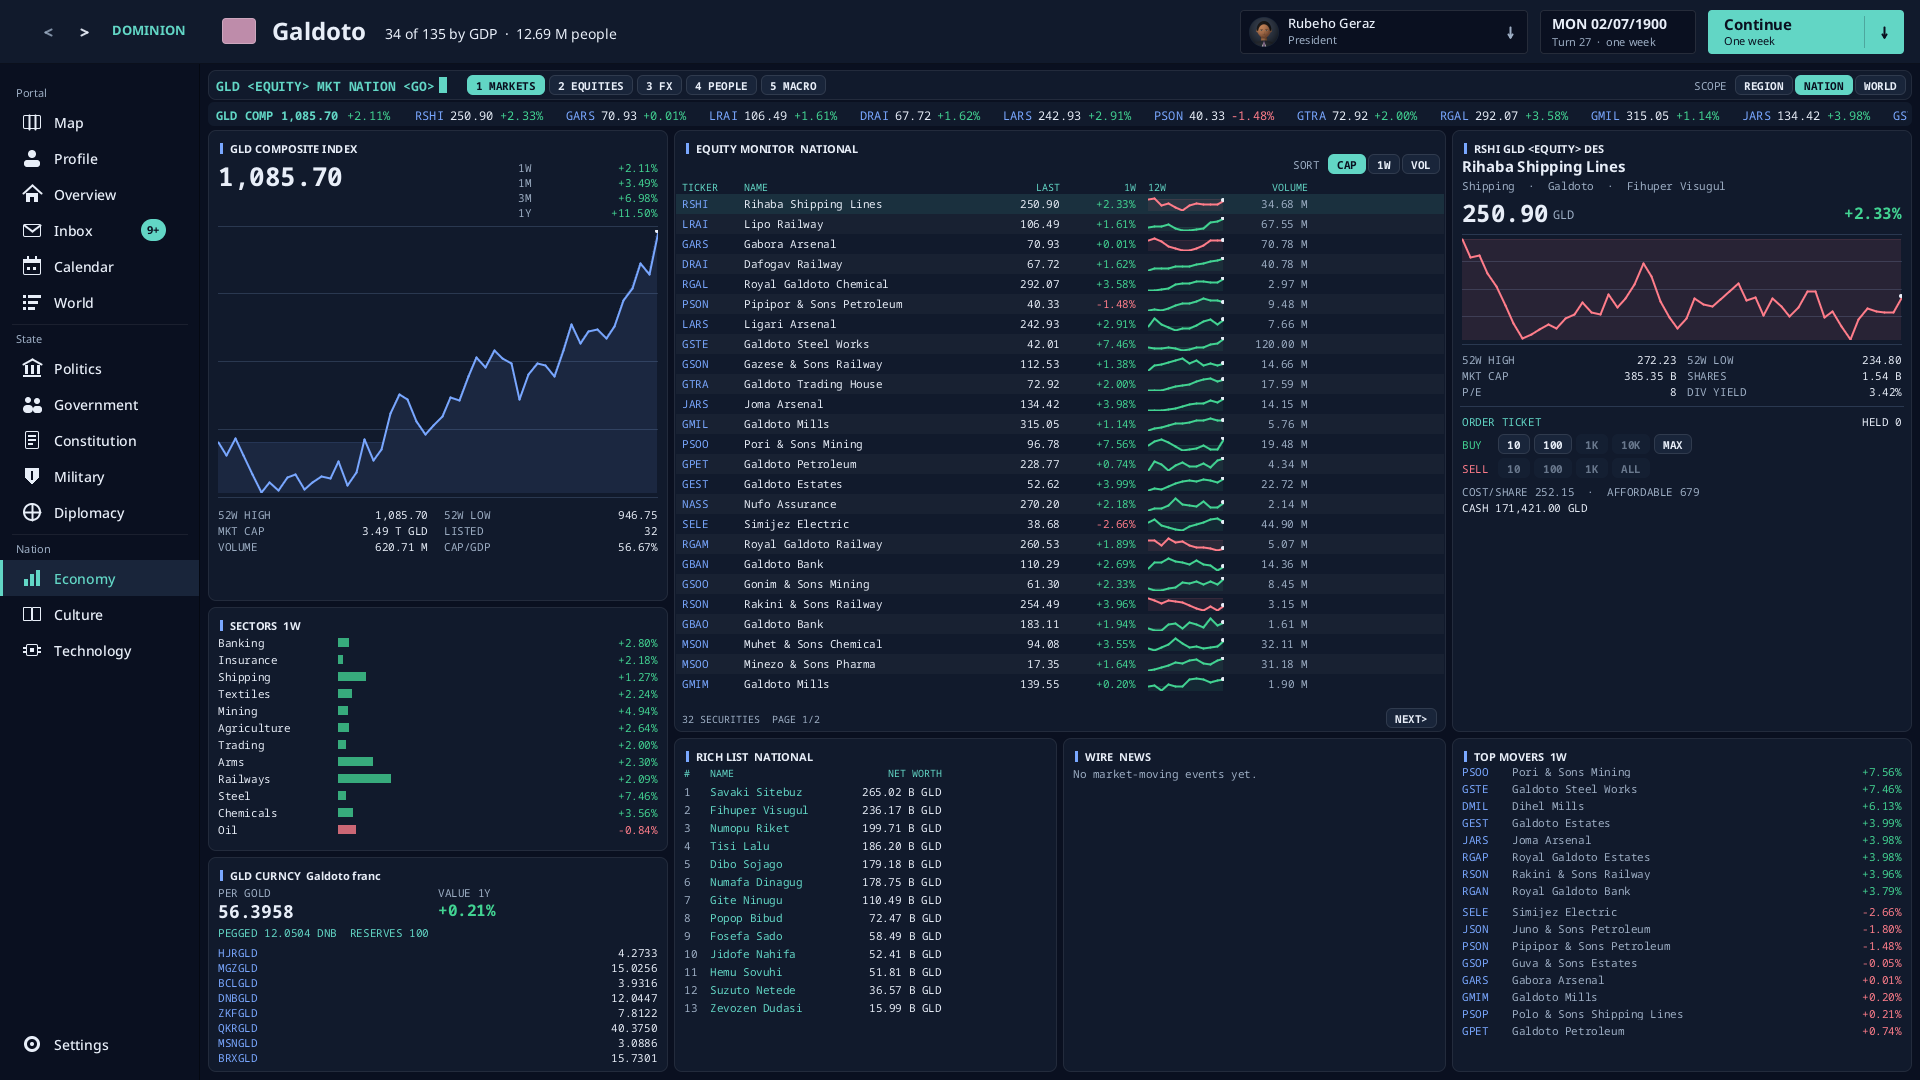 < > DOMINION
Galdoto 34 of 135 by GDP · 12.69 M people
Rubeho Geraz
President
↓
MON 02/07/1900
Turn 27 · one week
Continue
One week
↓
Portal
Map
Profile
Overview
Inbox 9+
Calendar
World
State
Politics
Government
Constitution
Military
Diplomacy
Nation
Economy
Culture
Technology
Settings
GLD <EQUITY> MKT NATION <GO> 1 MARKETS 2 EQUITIES 3 FX 4 PEOPLE 5 MACRO SCOPE REGION NATION WORLD
GLD COMP 1,085.70 +2.11% RSHI 250.90 +2.33% GARS 70.93 +0.01% LRAI 106.49 +1.61% DRAI 67.72 +1.62% LARS 242.93 +2.91% PSON 40.33 -1.48% GTRA 72.92 +2.00% RGAL 292.07 +3.58% GMIL 315.05 +1.14% JARS 134.42 +3.98% GS
GLD COMPOSITE INDEX
1,085.70
1W +2.11%
1M +3.49%
3M +6.98%
1Y +11.50%
52W HIGH 1,085.70 52W LOW 946.75
MKT CAP 3.49 T GLD LISTED 32
VOLUME 620.71 M CAP/GDP 56.67%
SECTORS 1W
Banking +2.80%
Insurance +2.18%
Shipping +1.27%
Textiles +2.24%
Mining +4.94%
Agriculture +2.64%
Trading +2.00%
Arms +2.30%
Railways +2.09%
Steel +7.46%
Chemicals +3.56%
Oil -0.84%
GLD CURNCY Galdoto franc
PER GOLD VALUE 1Y
56.3958 +0.21%
PEGGED 12.0504 DNB RESERVES 100
HJRGLD 4.2733
MGZGLD 15.0256
BCLGLD 3.9316
DNBGLD 12.0447
ZKFGLD 7.8122
QKRGLD 40.3750
MSNGLD 3.0886
BRXGLD 15.7301
EQUITY MONITOR NATIONAL
SORT CAP 1W VOL
TICKER NAME LAST 1W 12W VOLUME
RSHI Rihaba Shipping Lines 250.90 +2.33% 34.68 M
LRAI Lipo Railway 106.49 +1.61% 67.55 M
GARS Gabora Arsenal 70.93 +0.01% 70.78 M
DRAI Dafogav Railway 67.72 +1.62% 40.78 M
RGAL Royal Galdoto Chemical 292.07 +3.58% 2.97 M
PSON Pipipor & Sons Petroleum 40.33 -1.48% 9.48 M
LARS Ligari Arsenal 242.93 +2.91% 7.66 M
GSTE Galdoto Steel Works 42.01 +7.46% 120.00 M
GSON Gazese & Sons Railway 112.53 +1.38% 14.66 M
GTRA Galdoto Trading House 72.92 +2.00% 17.59 M
JARS Joma Arsenal 134.42 +3.98% 14.15 M
GMIL Galdoto Mills 315.05 +1.14% 5.76 M
PSOO Pori & Sons Mining 96.78 +7.56% 19.48 M
GPET Galdoto Petroleum 228.77 +0.74% 4.34 M
GEST Galdoto Estates 52.62 +3.99% 22.72 M
NASS Nufo Assurance 270.20 +2.18% 2.14 M
SELE Simijez Electric 38.68 -2.66% 44.90 M
RGAM Royal Galdoto Railway 260.53 +1.89% 5.07 M
GBAN Galdoto Bank 110.29 +2.69% 14.36 M
GSOO Gonim & Sons Mining 61.30 +2.33% 8.45 M
RSON Rakini & Sons Railway 254.49 +3.96% 3.15 M
GBAO Galdoto Bank 183.11 +1.94% 1.61 M
MSON Muhet & Sons Chemical 94.08 +3.55% 32.11 M
MSOO Minezo & Sons Pharma 17.35 +1.64% 31.18 M
GMIM Galdoto Mills 139.55 +0.20% 1.90 M
32 SECURITIES PAGE 1/2 NEXT>
RICH LIST NATIONAL
# NAME NET WORTH
1 Savaki Sitebuz 265.02 B GLD
2 Fihuper Visugul 236.17 B GLD
3 Numopu Riket 199.71 B GLD
4 Tisi Lalu 186.20 B GLD
5 Dibo Sojago 179.18 B GLD
6 Numafa Dinagug 178.75 B GLD
7 Gite Ninugu 110.49 B GLD
8 Popop Bibud 72.47 B GLD
9 Fosefa Sado 58.49 B GLD
10 Jidofe Nahifa 52.41 B GLD
11 Hemu Sovuhi 51.81 B GLD
12 Suzuto Netede 36.57 B GLD
13 Zevozen Dudasi 15.99 B GLD
WIRE NEWS
No market-moving events yet.
RSHI GLD <EQUITY> DES
Rihaba Shipping Lines
Shipping · Galdoto · Fihuper Visugul
250.90 GLD +2.33%
52W HIGH 272.23 52W LOW 234.80
MKT CAP 385.35 B SHARES 1.54 B
P/E 8 DIV YIELD 3.42%
ORDER TICKET HELD 0
BUY 10 100 1K 10K MAX
SELL 10 100 1K ALL
COST/SHARE 252.15 · AFFORDABLE 679
CASH 171,421.00 GLD
TOP MOVERS 1W
PSOO Pori & Sons Mining +7.56%
GSTE Galdoto Steel Works +7.46%
DMIL Dihel Mills +6.13%
GEST Galdoto Estates +3.99%
JARS Joma Arsenal +3.98%
RGAP Royal Galdoto Estates +3.98%
RSON Rakini & Sons Railway +3.96%
RGAN Royal Galdoto Bank +3.79%
SELE Simijez Electric -2.66%
JSON Juno & Sons Petroleum -1.80%
PSON Pipipor & Sons Petroleum -1.48%
GSOP Guva & Sons Estates -0.05%
GARS Gabora Arsenal +0.01%
GMIM Galdoto Mills +0.20%
PSOP Polo & Sons Shipping Lines +0.21%
GPET Galdoto Petroleum +0.74%